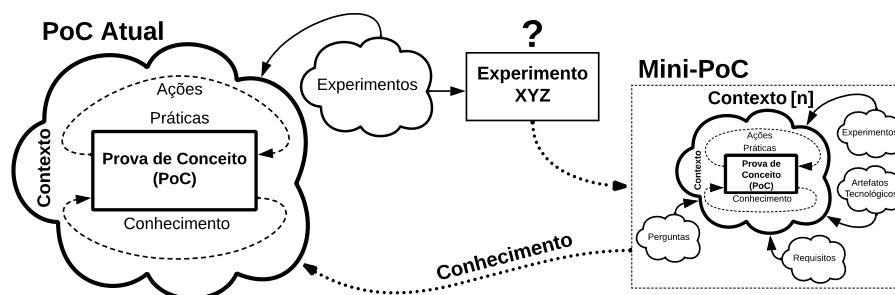 PoC Atual
Contexto
Ações
Práticas
Prova de Conceito
(PoC)
Conhecimento
Experimentos
?
Experimento
XYZ
Conhecimento
Mini-PoC
Contexto [n]
Contexto
Ações
Práticas
Prova de
Conceito
(PoC)
Conhecimento
Experimentos
Artefatos
Tecnológicos
Perguntas
Requisitos